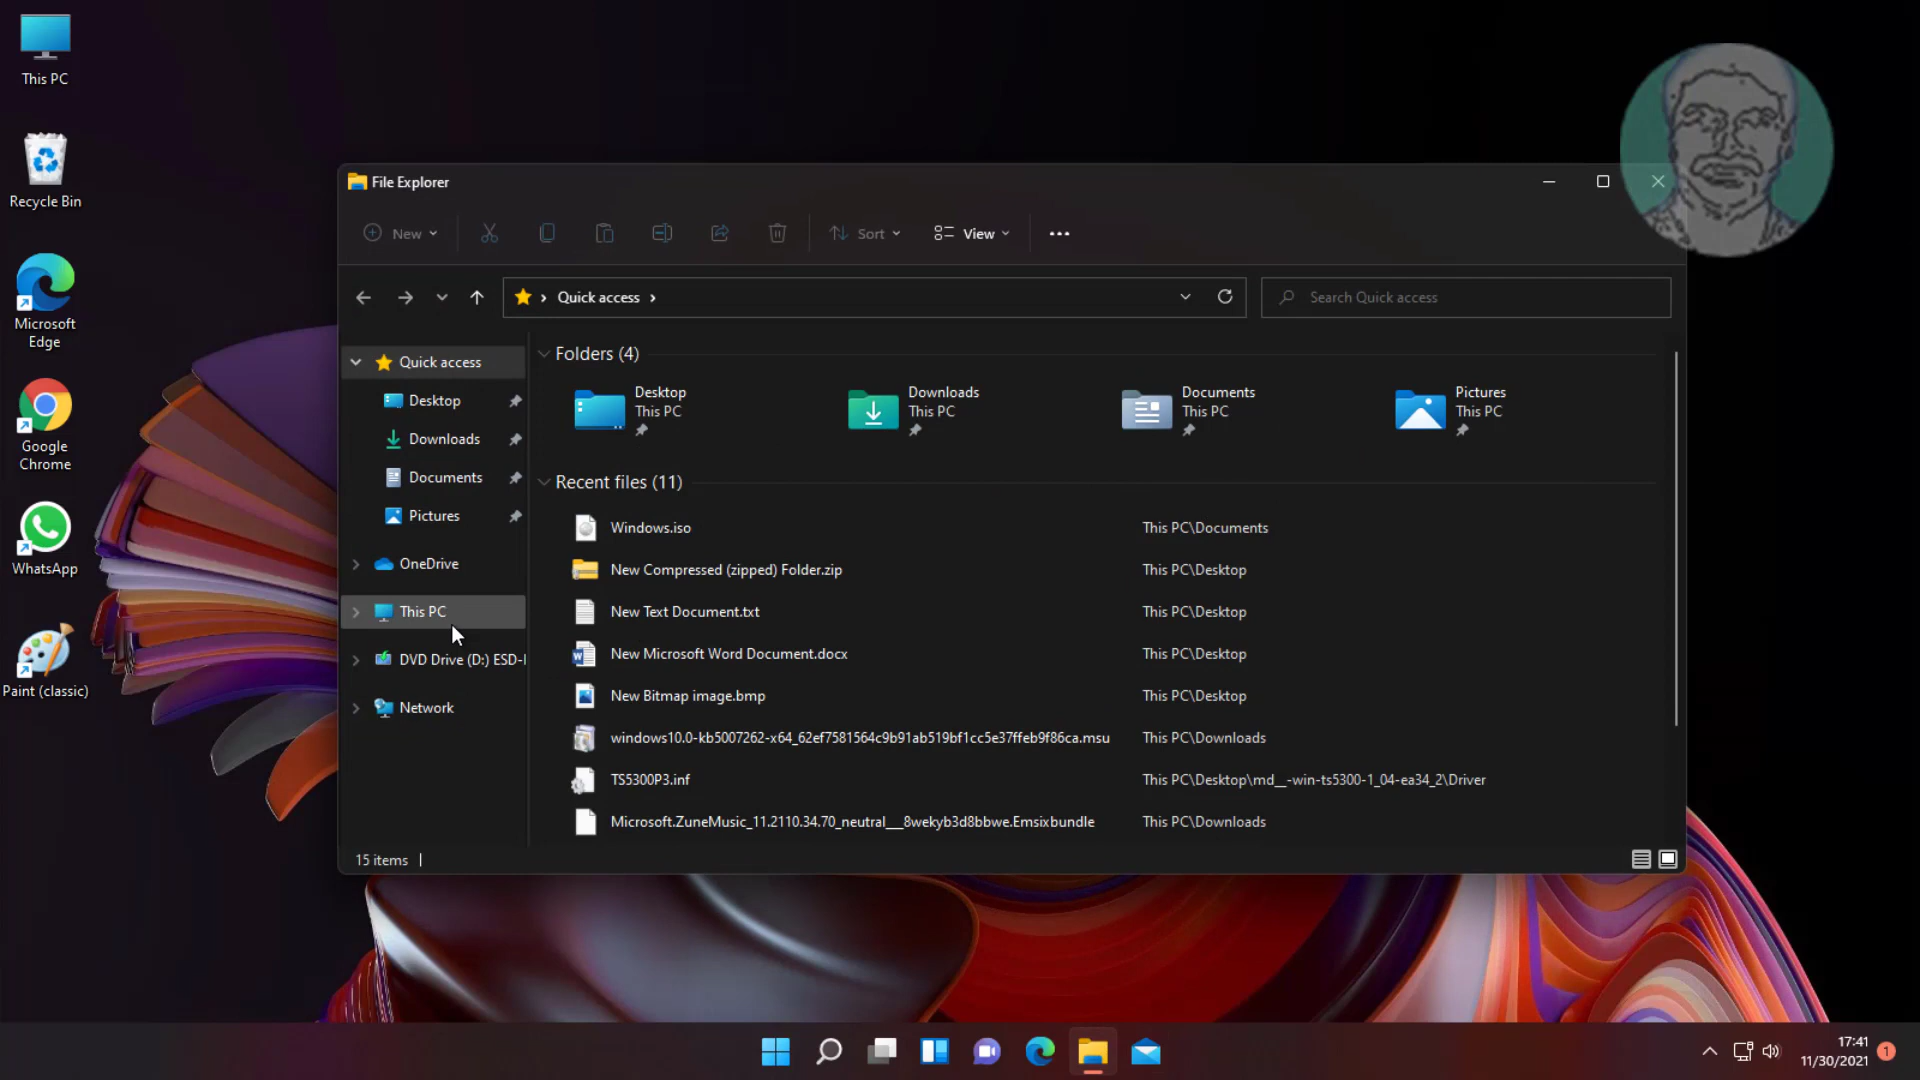 This PC
Recycle Bin
Microsoft
Edge
Google
Chrome
WhatsApp
Paint (classic)
File Explorer
New
Sort
View
Quick access
Search Quick access
Quick access
Desktop
Downloads
Documents
Pictures
OneDrive
This PC
DVD Drive (D:) ESD-I
Network
Folders (4)
Desktop
This PC
Downloads
This PC
Documents
This PC
Pictures
This PC
Recent files (11)
Windows.iso This PC\Documents
New Compressed (zipped) Folder.zip This PC\Desktop
New Text Document.txt This PC\Desktop
New Microsoft Word Document.docx This PC\Desktop
New Bitmap image.bmp This PC\Desktop
windows10.0-kb5007262-x64_62ef7581564c9b91ab519bf1cc5e37ffeb9f86ca.msu This PC\Downloads
TS5300P3.inf This PC\Desktop\md__-win-ts5300-1_04-ea34_2\Driver
Microsoft.ZuneMusic_11.2110.34.70_neutral___8wekyb3d8bbwe.Emsixbundle This PC\Downloads
15 items
17:41
11/30/2021
1